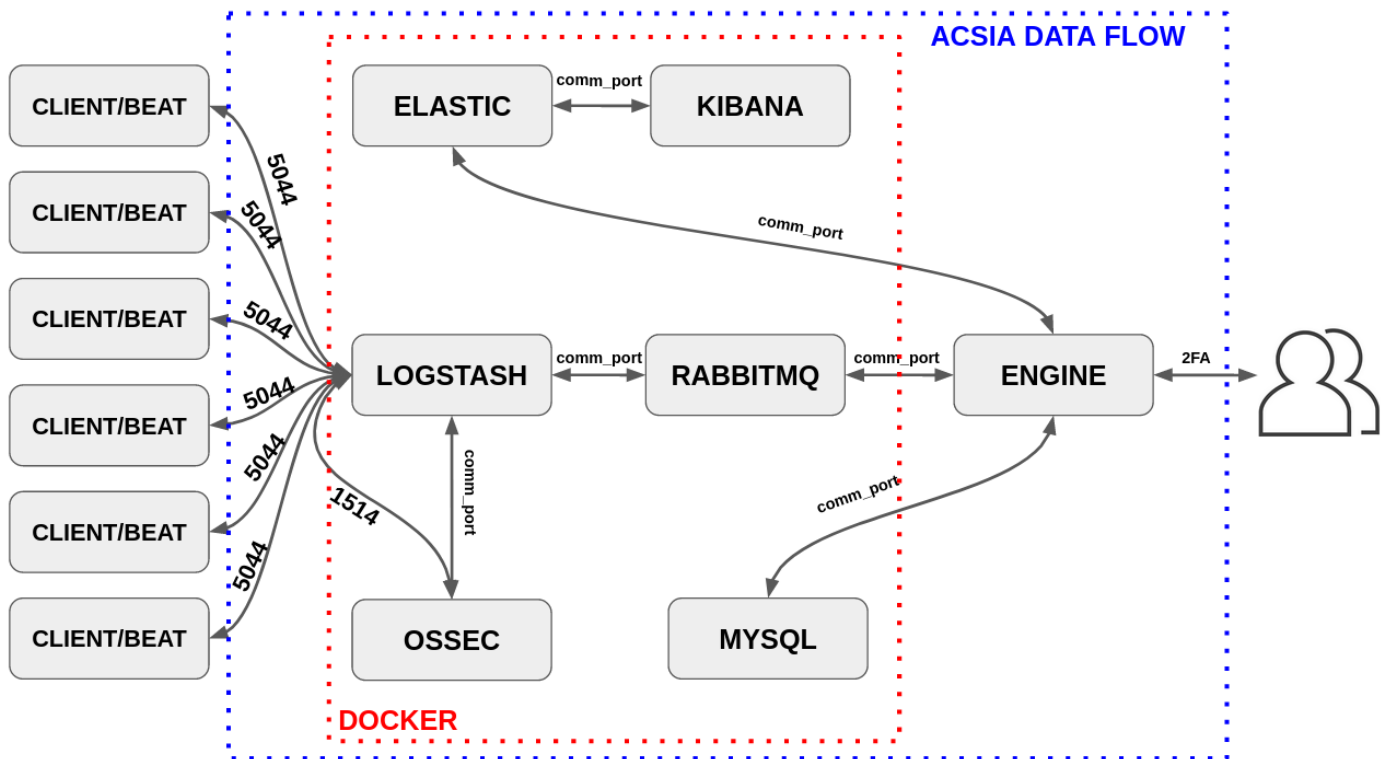 ACSIA DATA FLOW
CLIENT/BEAT
ELASTIC
comm_port
KIBANA
5044
CLIENT/BEAT
5044
comm_port
CLIENT/BEAT
5044
LOGSTASH
comm_port
RABBITMQ
comm_port
ENGINE
2FA
5044
CLIENT/BEAT
5044
comm_port
comm_port
1514
CLIENT/BEAT
5044
CLIENT/BEAT
OSSEC
MYSQL
DOCKER